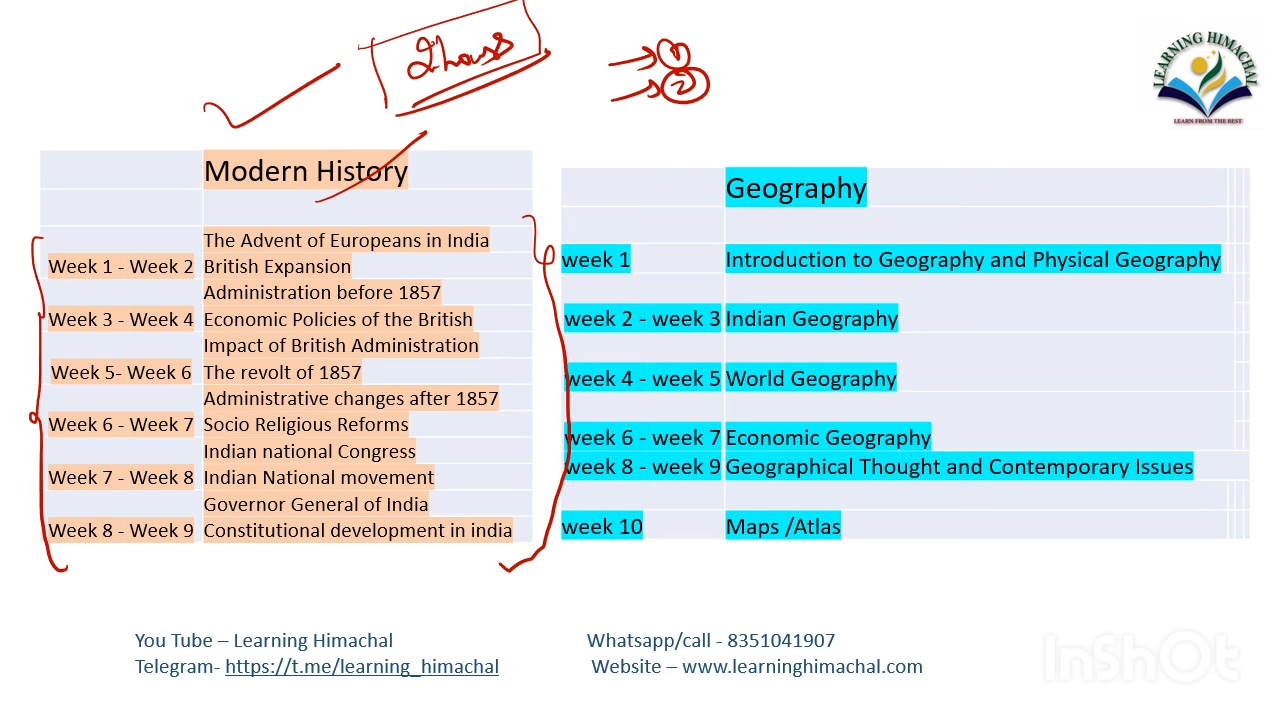 2 hours
1
2
LEARNING HIMACHAL
LEARN FROM THE BEST
Modern History
The Advent of Europeans in India
Week 1 - Week 2 British Expansion
Administration before 1857
Week 3 - Week 4 Economic Policies of the British
Impact of British Administration
Week 5- Week 6 The revolt of 1857
Administrative changes after 1857
Week 6 - Week 7 Socio Religious Reforms
Indian national Congress
Week 7 - Week 8 Indian National movement
Governor General of India
Week 8 - Week 9 Constitutional development in india
Geography
week 1 Introduction to Geography and Physical Geography
week 2 - week 3 Indian Geography
week 4 - week 5 World Geography
week 6 - week 7 Economic Geography
week 8 - week 9 Geographical Thought and Contemporary Issues
week 10 Maps /Atlas
You Tube – Learning Himachal
Telegram- https://t.me/learning_himachal
Whatsapp/call - 8351041907
Website – www.learninghimachal.com
InShOt